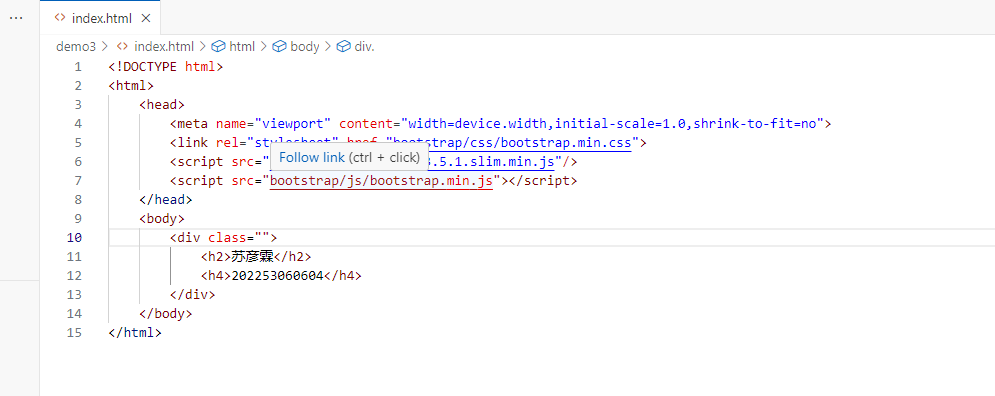 index.html
demo3 > index.html > html > body > div.
1 <!DOCTYPE html>
2 <html>
3 <head>
4 <meta name="viewport" content="width=device.width,initial-scale=1.0,shrink-to-fit=no">
5 <link rel="stylesheet" href="bootstrap/css/bootstrap.min.css">
Follow link (ctrl + click)
6 <script src=" .5.1.slim.min.js"/>
7 <script src="bootstrap/js/bootstrap.min.js"></script>
8 </head>
9 <body>
10 <div class="">
11 <h2>苏彦霖</h2>
12 <h4>202253060604</h4>
13 </div>
14 </body>
15 </html>